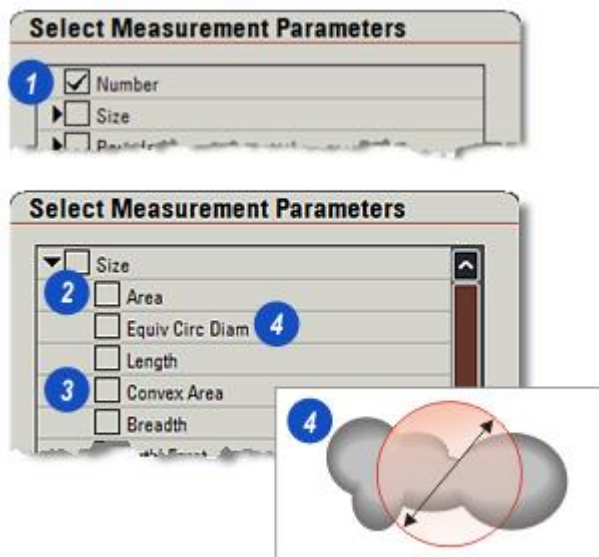 Select Measurement Parameters
1 Number
Size
Select Measurement Parameters
Size
2 Area
Equiv Circ Diam 4
Length
3 Convex Area
Breadth
4